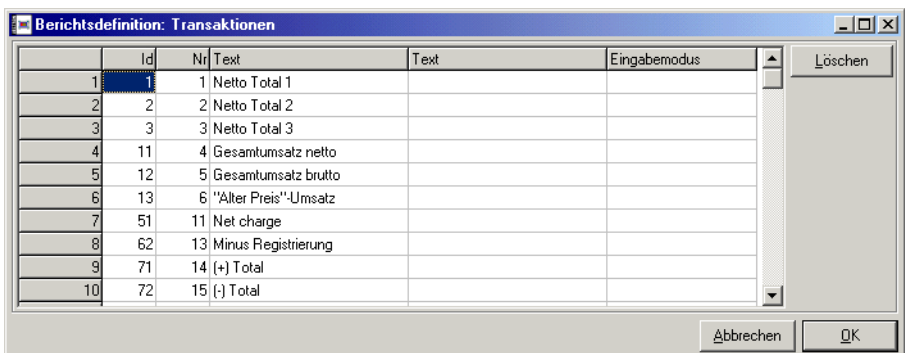 Berichtsdefinition: Transaktionen
Id Nr Text Text Eingabemodus Löschen
1 1 1 Netto Total 1
2 2 2 Netto Total 2
3 3 3 Netto Total 3
4 11 4 Gesamtumsatz netto
5 12 5 Gesamtumsatz brutto
6 13 6 "Alter Preis"-Umsatz
7 51 11 Net charge
8 62 13 Minus Registrierung
9 71 14 (+) Total
10 72 15 (-) Total
Abbrechen OK